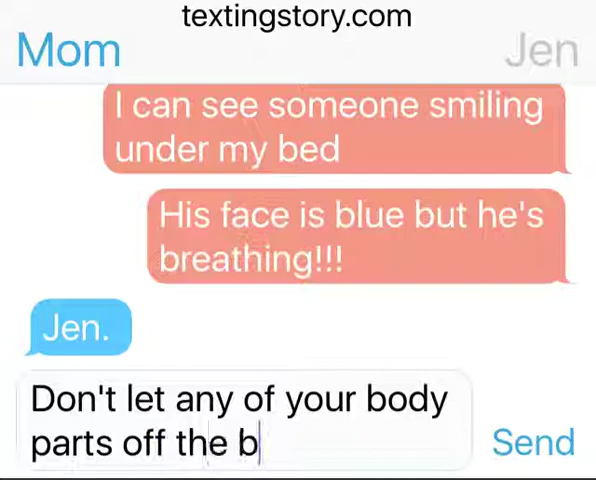 textingstory.com
Mom
Jen
I can see someone smiling
under my bed
His face is blue but he's
breathing!!!
Jen.
Don't let any of your body
parts off the b
Send